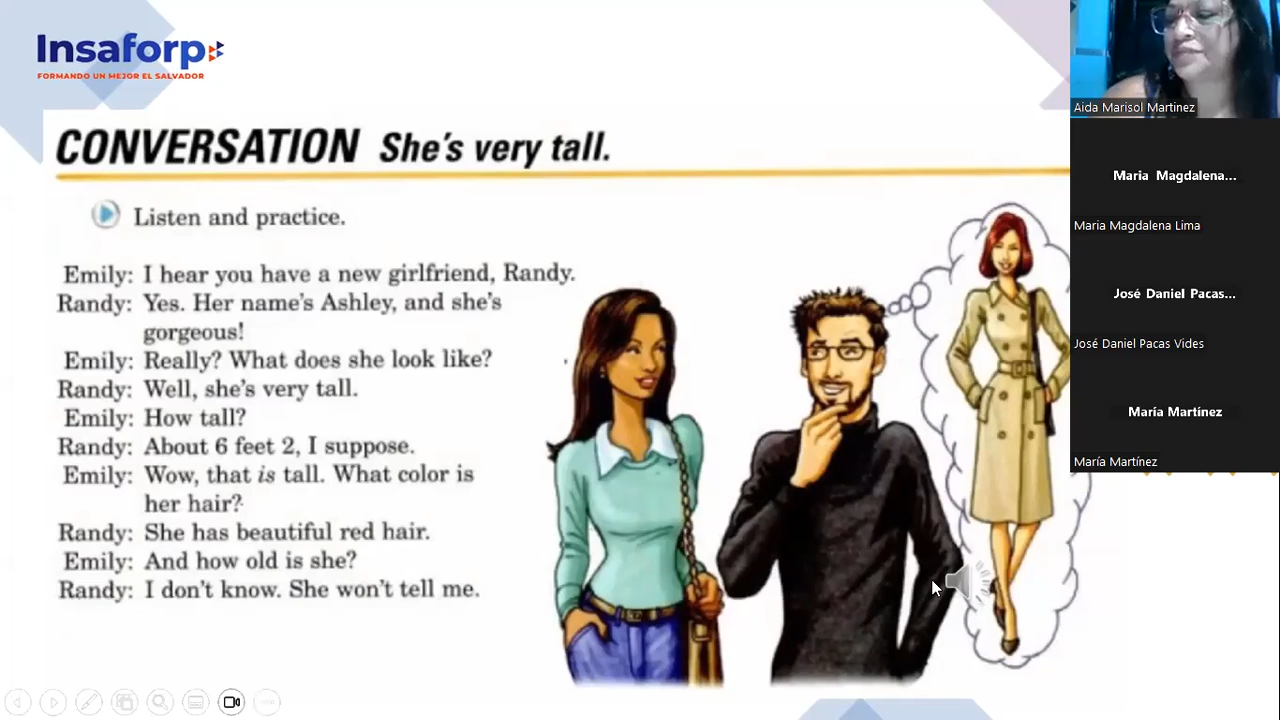 Insaforp
FORMANDO UN MEJOR EL SALVADOR
CONVERSATION She's very tall.
Listen and practice.
Emily: I hear you have a new girlfriend, Randy.
Randy: Yes. Her name's Ashley, and she's
gorgeous!
Emily: Really? What does she look like?
Randy: Well, she's very tall.
Emily: How tall?
Randy: About 6 feet 2, I suppose.
Emily: Wow, that is tall. What color is
her hair?
Randy: She has beautiful red hair.
Emily: And how old is she?
Randy: I don't know. She won't tell me.
Aida Marisol Martinez
Maria Magdalena...
Maria Magdalena Lima
José Daniel Pacas...
José Daniel Pacas Vides
María Martínez
María Martínez